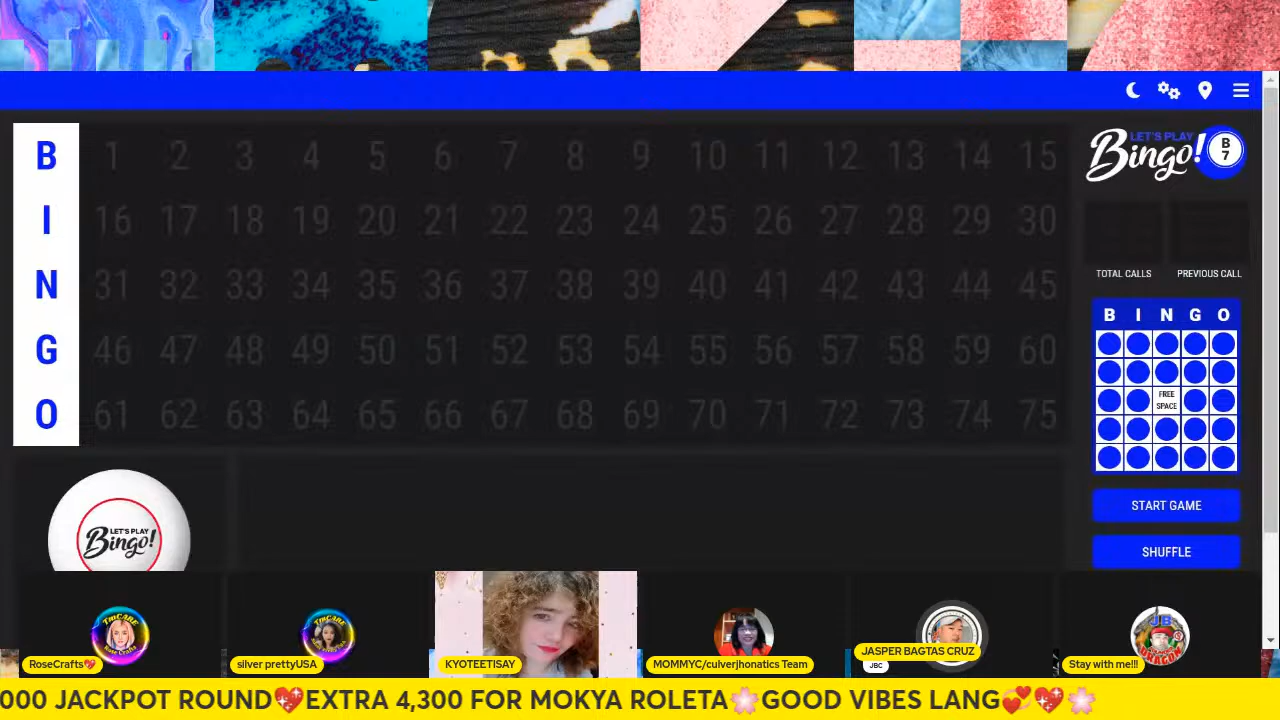 B 1 2 3 4 5 6 7 8 9 10 11 12 13 14 15
I 16 17 18 19 20 21 22 23 24 25 26 27 28 29 30
N 31 32 33 34 35 36 37 38 39 40 41 42 43 44 45
G 46 47 48 49 50 51 52 53 54 55 56 57 58 59 60
O 61 62 63 64 65 66 67 68 69 70 71 72 73 74 75
LET'S PLAY
Bingo!
B
7
TOTAL CALLS PREVIOUS CALL
B I N G O
FREE
SPACE
START GAME
SHUFFLE
LET'S PLAY
Bingo!
TmCARE
TmCARE
JB
DRAGON
RoseCrafts💖
silver prettyUSA
KYOTEETISAY
MOMMYC/culverjhonatics Team
JASPER BAGTAS CRUZ
JBC
Stay with me!!!
000 JACKPOT ROUND💖EXTRA 4,300 FOR MOKYA ROLETA🌸GOOD VIBES LANG💞💖🌸